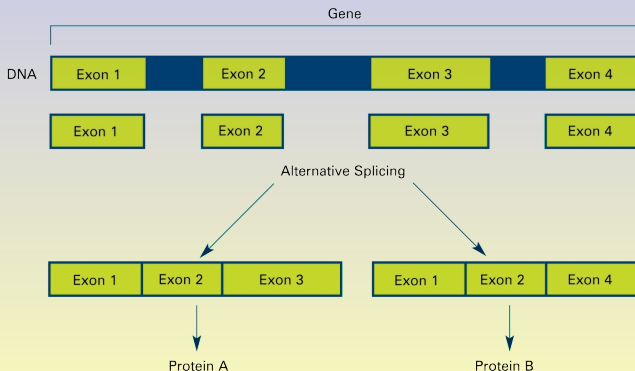 Gene
DNA Exon 1 Exon 2 Exon 3 Exon 4
Exon 1 Exon 2 Exon 3 Exon 4
Alternative Splicing
Exon 1 Exon 2 Exon 3 Exon 1 Exon 2 Exon 4
Protein A Protein B